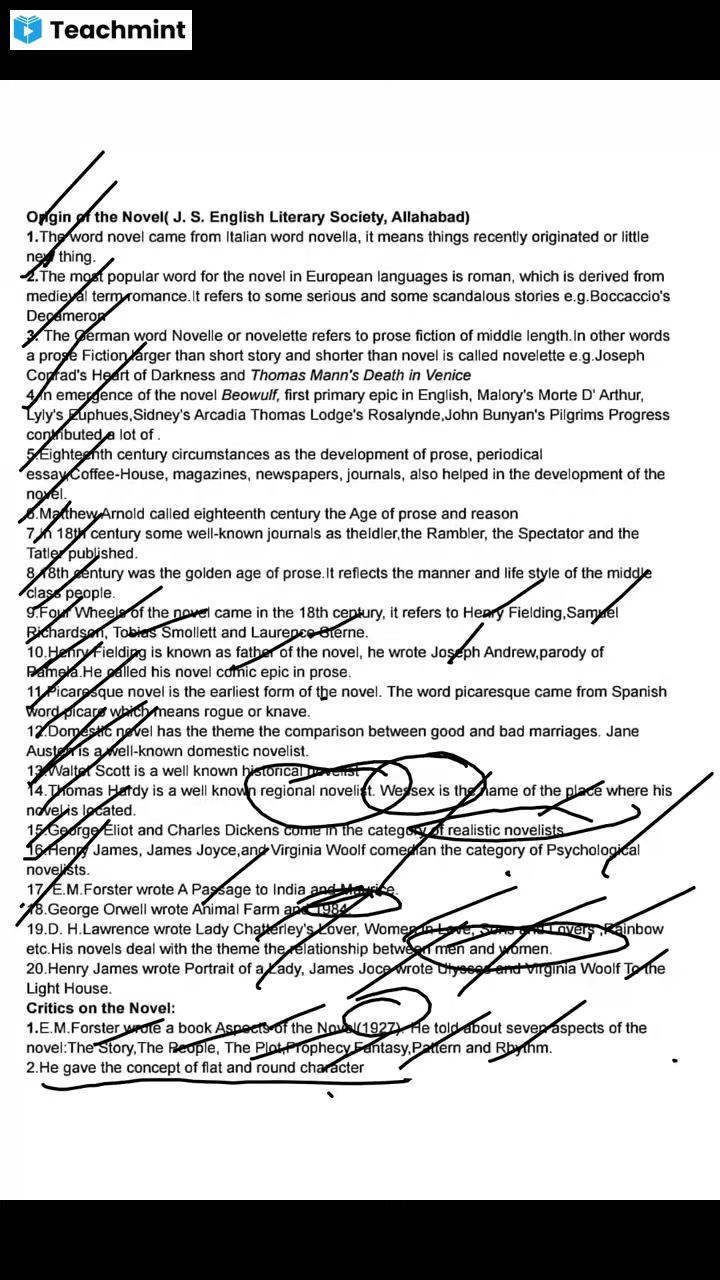 Teachmint
Origin of the Novel( J. S. English Literary Society, Allahabad)
1.The word novel came from Italian word novella, it means things recently originated or little
new thing.
2.The most popular word for the novel in European languages is roman, which is derived from
medieval term romance.It refers to some serious and some scandalous stories e.g.Boccaccio's
Decameron
3. The German word Novelle or novelette refers to prose fiction of middle length.In other words
a prose Fiction larger than short story and shorter than novel is called novelette e.g.Joseph
Conrad's Heart of Darkness and Thomas Mann's Death in Venice
4.In emergence of the novel Beowulf, first primary epic in English, Malory's Morte D' Arthur,
Lyly's Euphues,Sidney's Arcadia Thomas Lodge's Rosalynde,John Bunyan's Pilgrims Progress
contributed a lot of .
5.Eighteenth century circumstances as the development of prose, periodical
essay,Coffee-House, magazines, newspapers, journals, also helped in the development of the
novel.
6.Matthew Arnold called eighteenth century the Age of prose and reason
7.In 18th century some well-known journals as theIdler,the Rambler, the Spectator and the
Tatler published.
8.18th century was the golden age of prose.It reflects the manner and life style of the middle
class people.
9.Four Wheels of the novel came in the 18th century, it refers to Henry Fielding,Samuel
Richardson, Tobias Smollett and Laurence Sterne.
10.Henry Fielding is known as father of the novel, he wrote Joseph Andrew,parody of
Pamela.He called his novel comic epic in prose.
11.Picaresque novel is the earliest form of the novel. The word picaresque came from Spanish
word picaro which means rogue or knave.
12.Domestic novel has the theme the comparison between good and bad marriages. Jane
Austen is a well-known domestic novelist.
13.Walter Scott is a well known historical novelist
14.Thomas Hardy is a well known regional novelist. Wessex is the name of the place where his
novel is located.
15.George Eliot and Charles Dickens come in the category of realistic novelists
16.Henry James, James Joyce,and Virginia Woolf come in the category of Psychological
novelists.
17. E.M.Forster wrote A Passage to India and Maurice.
18.George Orwell wrote Animal Farm and 1984.
19.D. H.Lawrence wrote Lady Chatterley's Lover, Women in Love, Sons and Lovers ,Rainbow
etc.His novels deal with the theme the relationship between men and women.
20.Henry James wrote Portrait of a Lady, James Joce wrote Ulysses and Virginia Woolf To the
Light House.
Critics on the Novel:
1.E.M.Forster wrote a book Aspects of the Novel(1927). He told about seven aspects of the
novel:The Story,The People, The Plot,Prophecy,Fantasy,Pattern and Rhythm.
2.He gave the concept of flat and round character